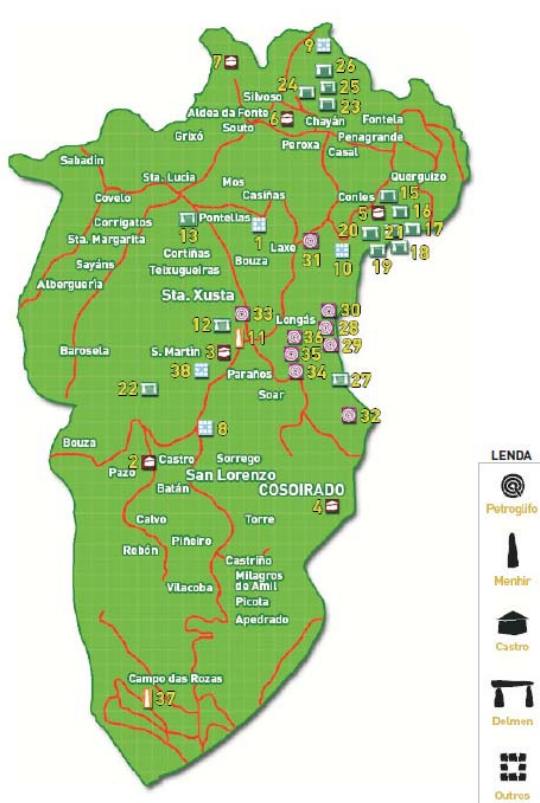 9
7
26
24
25
Silvoso
23
Aldea da Fonte
6
Chayán
Fontela
Souto
Grixó
Penagrande
Peroxa
Casal
Sabadin
Sta. Lucía
Mos
Querguizo
Covelo
Casiñas
Conles
15
Corrigatos
Pontellas
5
16
13
1
20
21
17
Sta. Margarita
Laxe
31
18
Cortiñas
Bouza
10
19
Sayáns
Teixugueiras
Alberguería
Sta. Xusta
33
30
Longás
12
28
11
36
29
Barosela
S. Martín
3
35
38
Paraños
34
27
22
Soar
32
8
Bouza
2
Castro
Sorrego
Pazo
San Lorenzo
Batán
COSOIRADO
4
Calvo
Torre
Piñeiro
Rebón
Castriño
Milagros
de Amil
Vilacoba
Picota
Apedrado
Campo das Rozas
37
LENDA
Petroglifo
Menhir
Castro
Dolmen
Outros